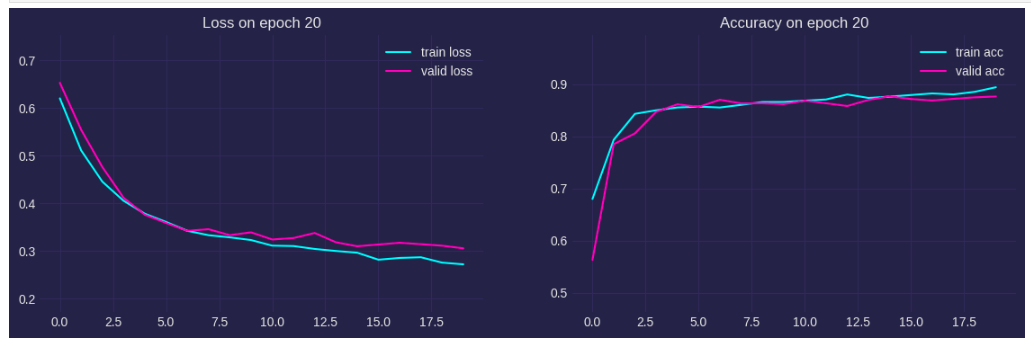 Loss on epoch 20
train loss
valid loss
0.7
0.6
0.5
0.4
0.3
0.2
0.0 2.5 5.0 7.5 10.0 12.5 15.0 17.5
Accuracy on epoch 20
train acc
valid acc
0.9
0.8
0.7
0.6
0.5
0.0 2.5 5.0 7.5 10.0 12.5 15.0 17.5